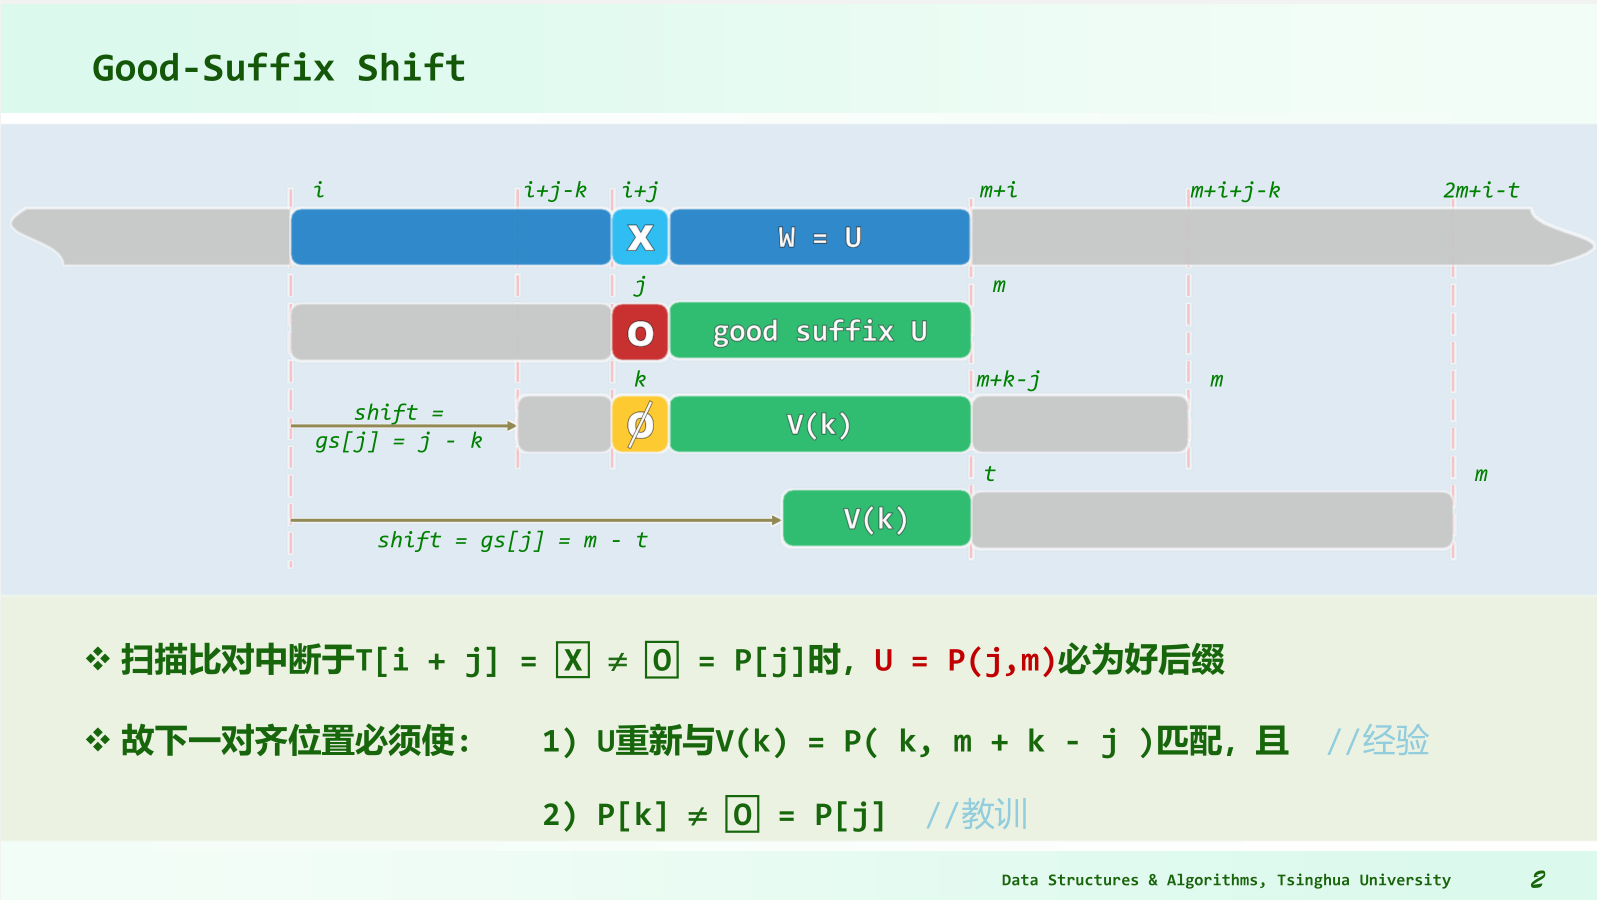 Good-Suffix Shift
i i+j-k i+j m+i m+i+j-k 2m+i-t
X W = U
j m
O good suffix U
k m+k-j m
shift =
gs[j] = j - k
Ø V(k)
t m
V(k)
shift = gs[j] = m - t
❖ 扫描比对中断于T[i + j] = X ≠ O = P[j]时, U = P(j,m)必为好后缀
❖ 故下一对齐位置必须使: 1) U重新与V(k) = P( k, m + k - j )匹配, 且 //经验
2) P[k] ≠ O = P[j] //教训
Data Structures & Algorithms, Tsinghua University 2